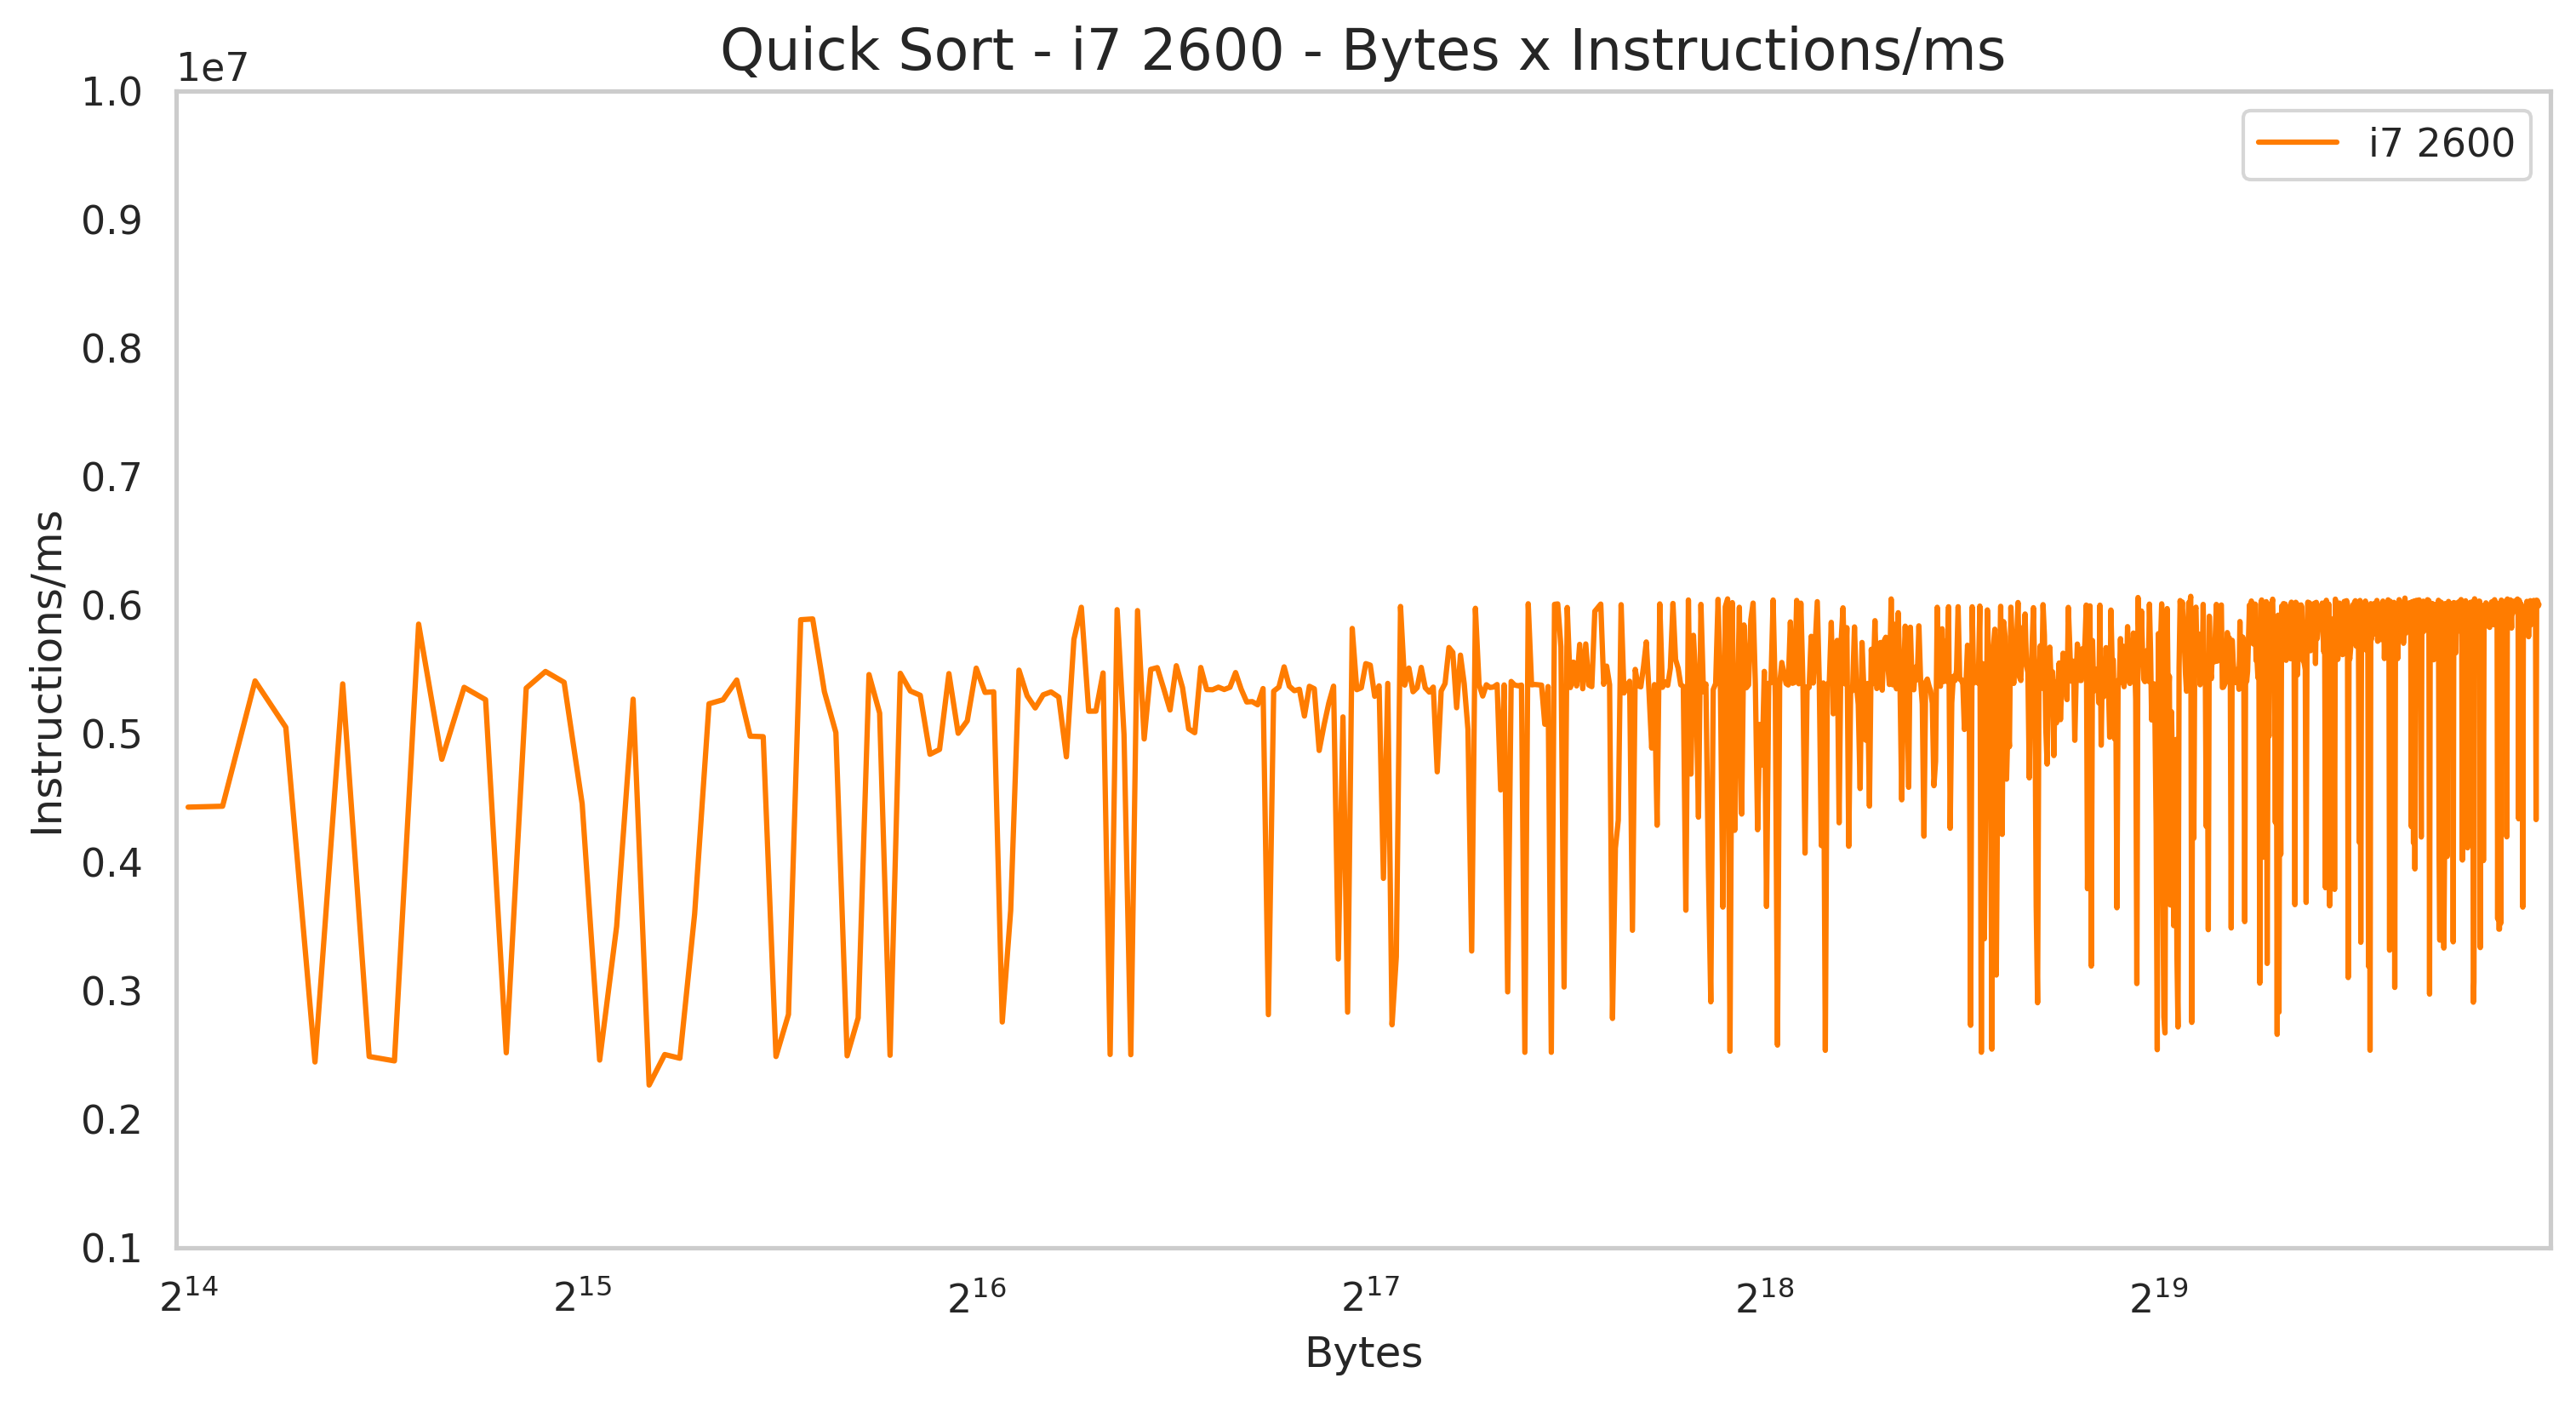 Quick Sort - i7 2600 - Bytes x Instructions/ms
1e7
1.0
0.9
0.8
0.7
0.6
0.5
0.4
0.3
0.2
0.1
Instructions/ms
i7 2600
2^14 2^15 2^16 2^17 2^18 2^19
Bytes